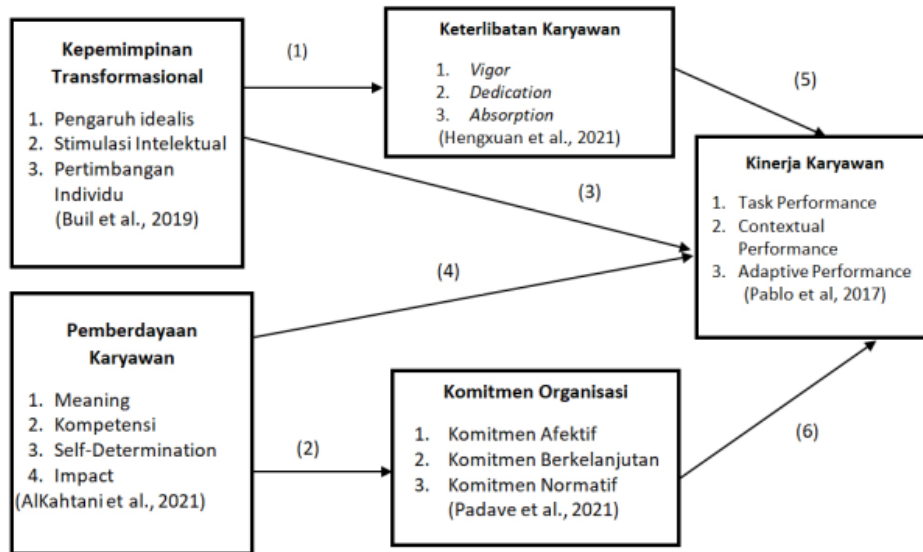 Kepemimpinan
Transformasional
1. Pengaruh idealis
2. Stimulasi Intelektual
3. Pertimbangan
Individu
(Buil et al., 2019)
(1)
Keterlibatan Karyawan
1. Vigor
2. Dedication
3. Absorption
(Hengxuan et al., 2021)
(5)
(3)
Kinerja Karyawan
1. Task Performance
2. Contextual
Performance
3. Adaptive Performance
(Pablo et al, 2017)
(4)
Pemberdayaan
Karyawan
1. Meaning
2. Kompetensi
3. Self-Determination
4. Impact
(AlKahtani et al., 2021)
(2)
Komitmen Organisasi
1. Komitmen Afektif
2. Komitmen Berkelanjutan
3. Komitmen Normatif
(Padave et al., 2021)
(6)